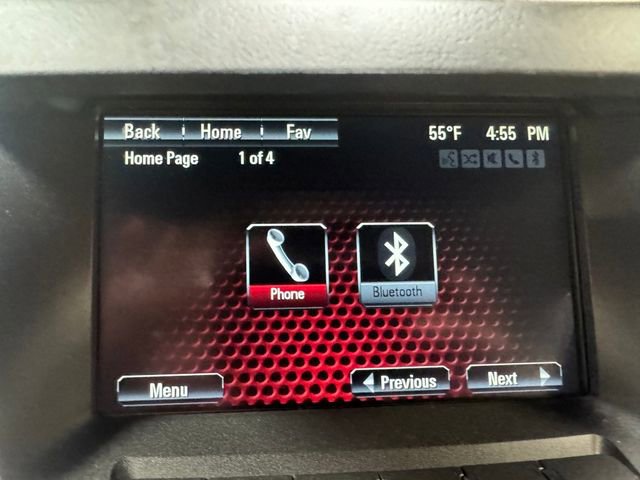 Back Home Fav 55°F 4:55 PM
Home Page 1 of 4
Phone Bluetooth
Menu Previous Next